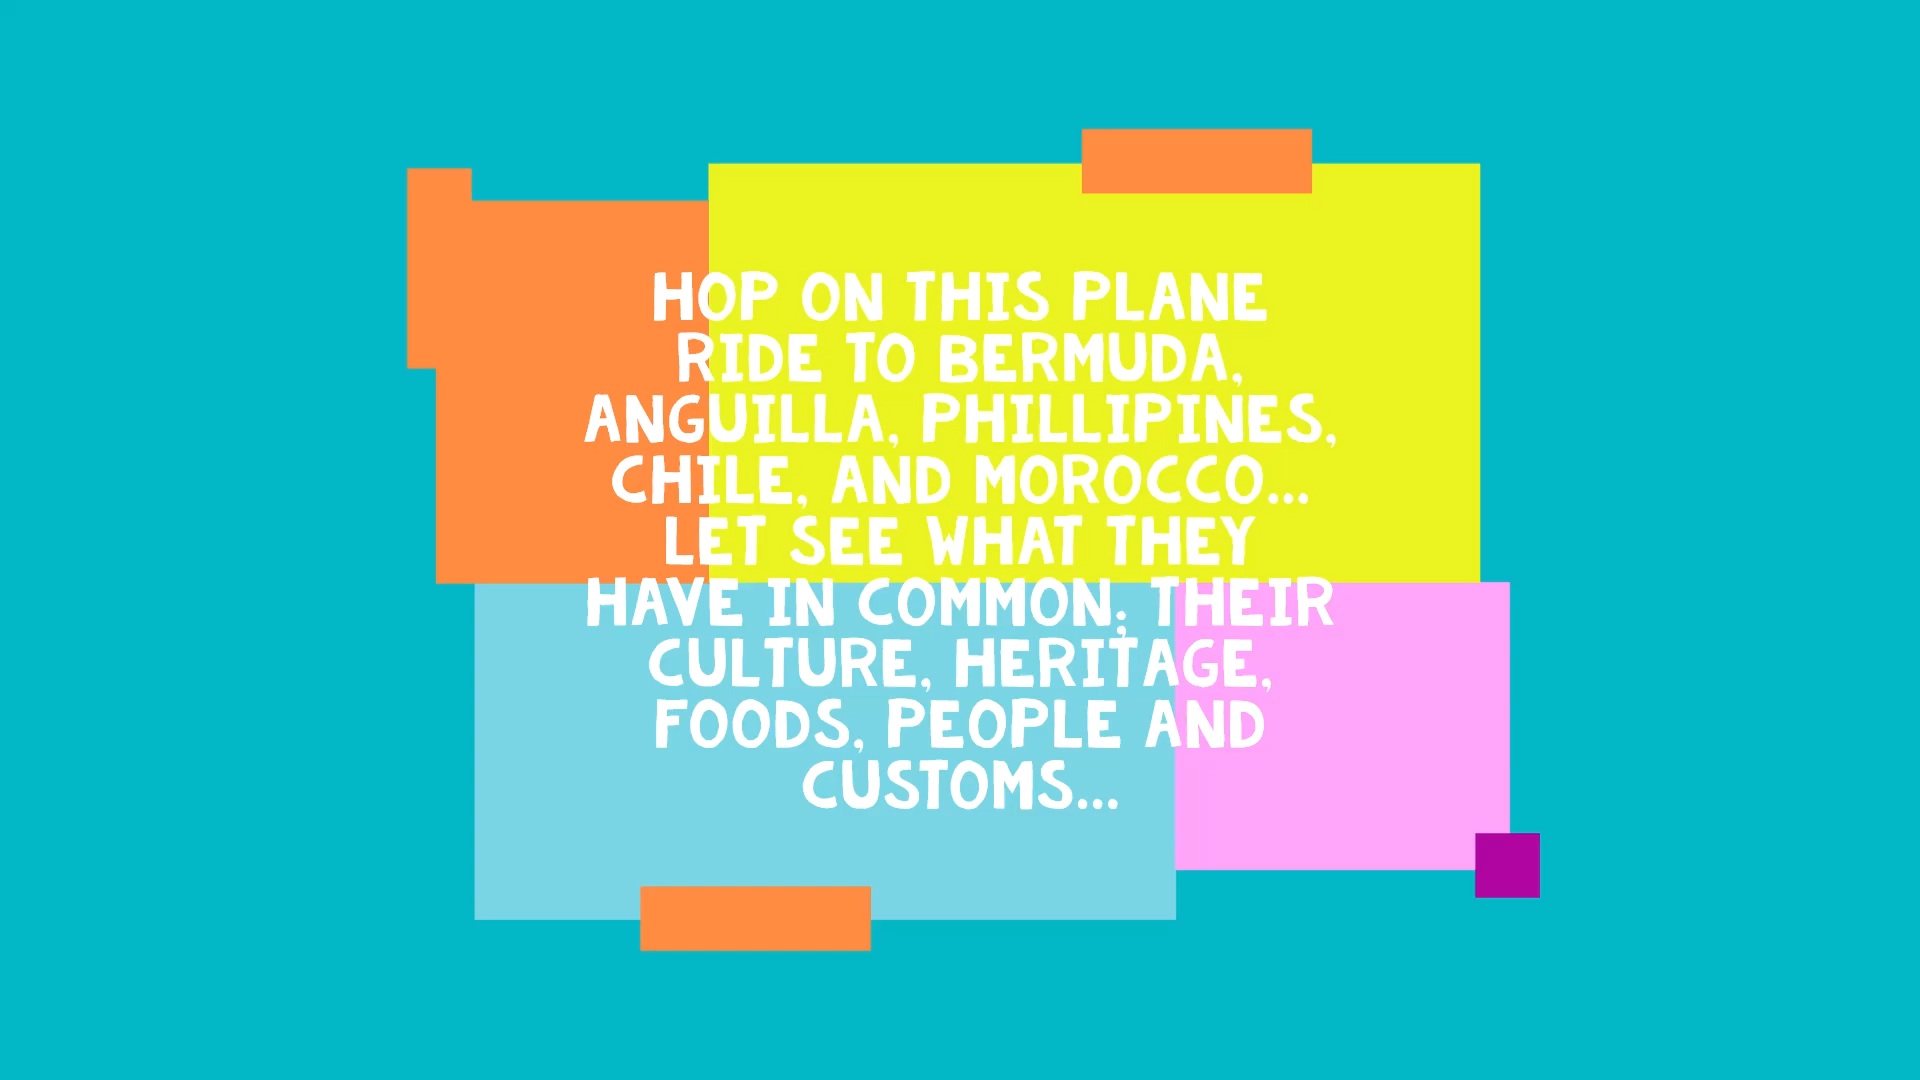 HOP ON THIS PLANE
RIDE TO BERMUDA,
ANGUILLA, PHILLIPINES,
CHILE, AND MOROCCO...
LET SEE WHAT THEY
HAVE IN COMMON; THEIR
CULTURE, HERITAGE,
FOODS, PEOPLE AND
CUSTOMS...